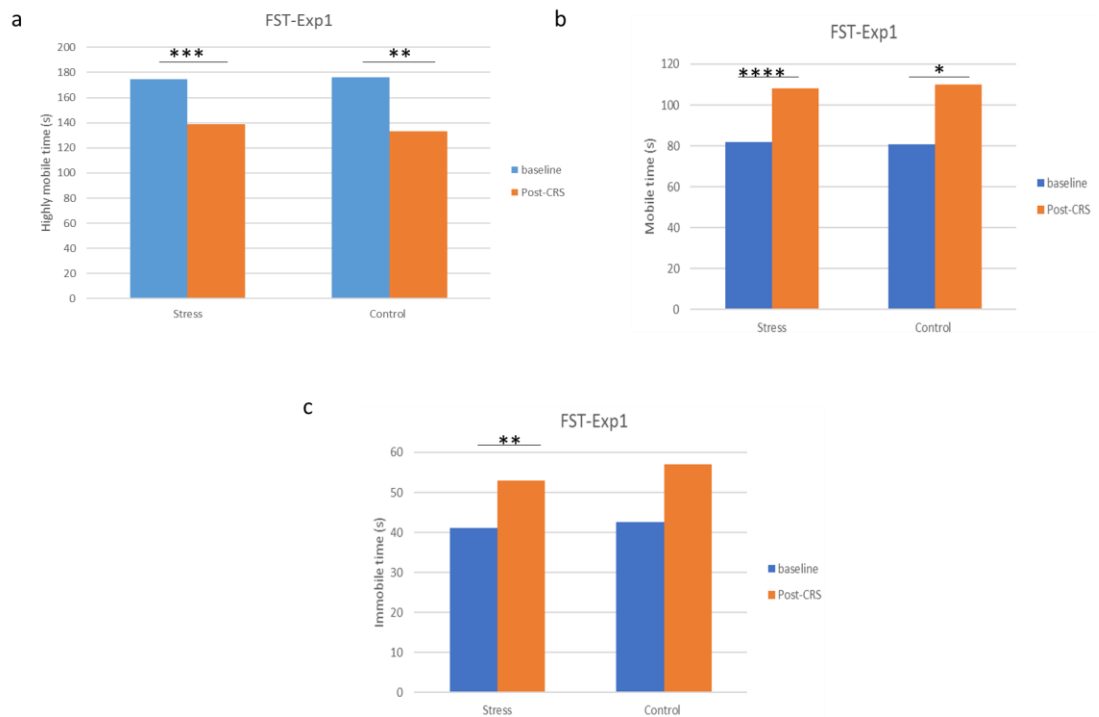 a
FST-Exp1
Highly mobile time (s)
200
180
160
140
120
100
80
60
40
20
0
***
**
Stress
Control
baseline
Post-CRS
b
FST-Exp1
Mobile time (s)
120
100
80
60
40
20
0
****
*
Stress
Control
baseline
Post-CRS
c
FST-Exp1
Immobile time (s)
60
50
40
30
20
10
0
**
Stress
Control
baseline
Post-CRS